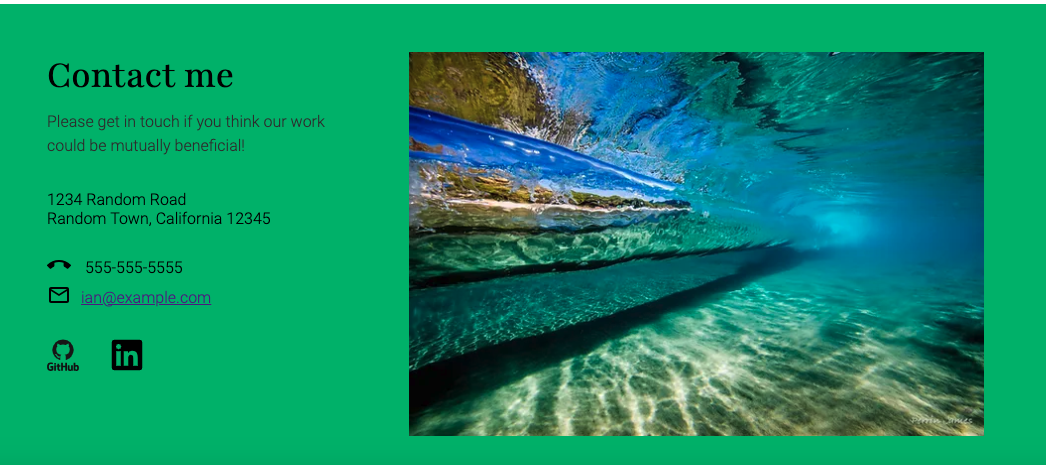 Contact me
Please get in touch if you think our work
could be mutually beneficial!
1234 Random Road
Random Town, California 12345
555-555-5555
ian@example.com
GitHub
in